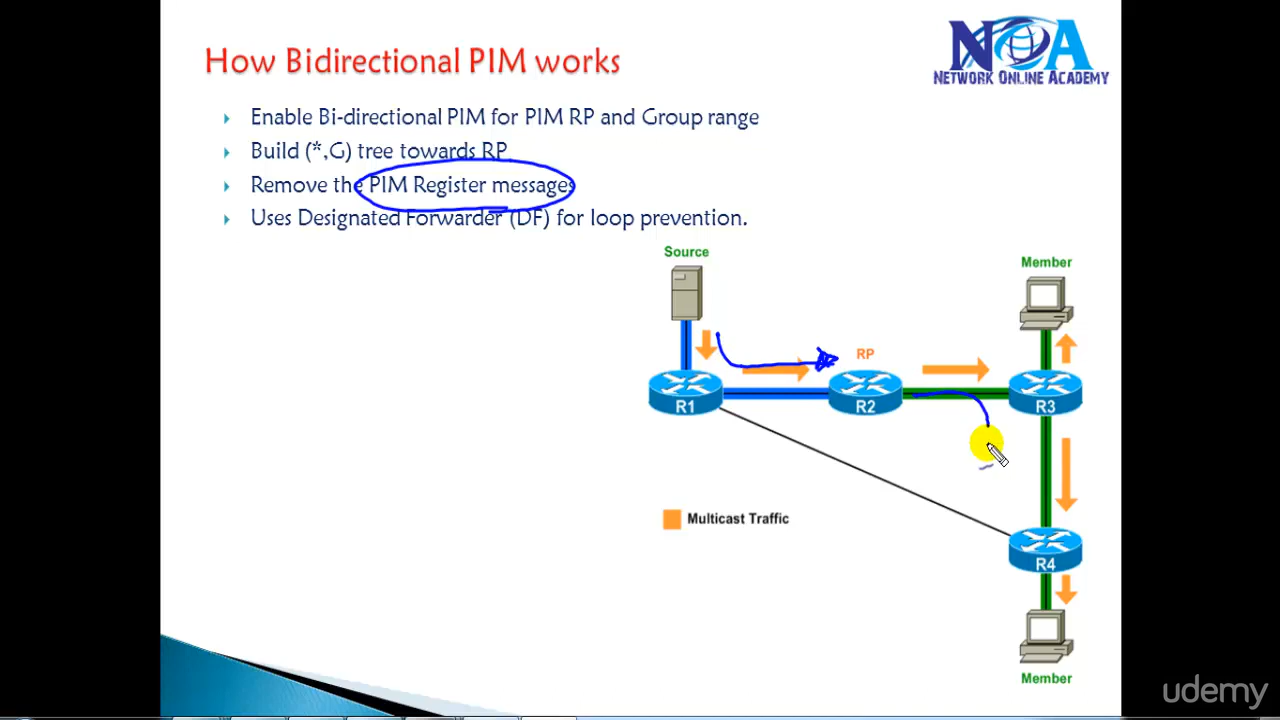 How Bidirectional PIM works
NOA
NETWORK ONLINE ACADEMY
Enable Bi-directional PIM for PIM RP and Group range
Build (*,G) tree towards RP
Remove the PIM Register messages
Uses Designated Forwarder (DF) for loop prevention.
Source
Member
RP
R1
R2
R3
Multicast Traffic
R4
Member
udemy